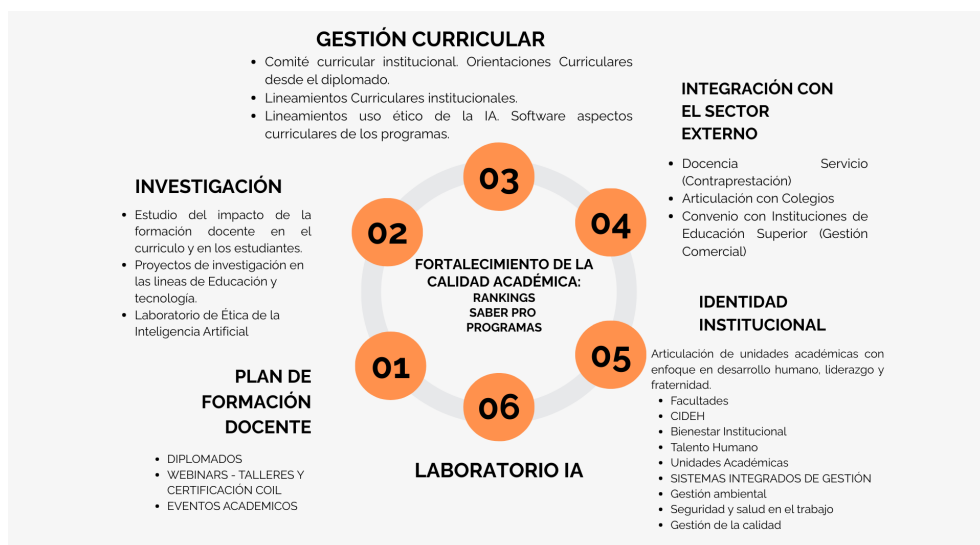 GESTIÓN CURRICULAR
• Comité curricular institucional. Orientaciones Curriculares
desde el diplomado.
• Lineamientos Curriculares institucionales.
• Lineamientos uso ético de la IA. Software aspectos
curriculares de los programas.
INTEGRACIÓN CON
EL SECTOR
EXTERNO
• Docencia Servicio
(Contraprestación)
• Articulación con Colegios
• Convenio con Instituciones de
Educación Superior (Gestión
Comercial)
INVESTIGACIÓN
• Estudio del impacto de la
formación docente en el
curriculo y en los estudiantes.
• Proyectos de investigación en
las lineas de Educación y
tecnología.
• Laboratorio de Ética de la
Inteligencia Artificial
03
02
04
FORTALECIMIENTO DE LA
CALIDAD ACADÉMICA:
RANKINGS
SABER PRO
PROGRAMAS
01
05
06
IDENTIDAD
INSTITUCIONAL
Articulación de unidades académicas con
enfoque en desarrollo humano, liderazgo y
fraternidad.
• Facultades
• CIDEH
• Bienestar Institucional
• Talento Humano
• Unidades Académicas
• SISTEMAS INTEGRADOS DE GESTIÓN
• Gestión ambiental
• Seguridad y salud en el trabajo
• Gestión de la calidad
PLAN DE
FORMACIÓN
DOCENTE
• DIPLOMADOS
• WEBINARS - TALLERES Y
CERTIFICACIÓN COIL
• EVENTOS ACADEMICOS
LABORATORIO IA